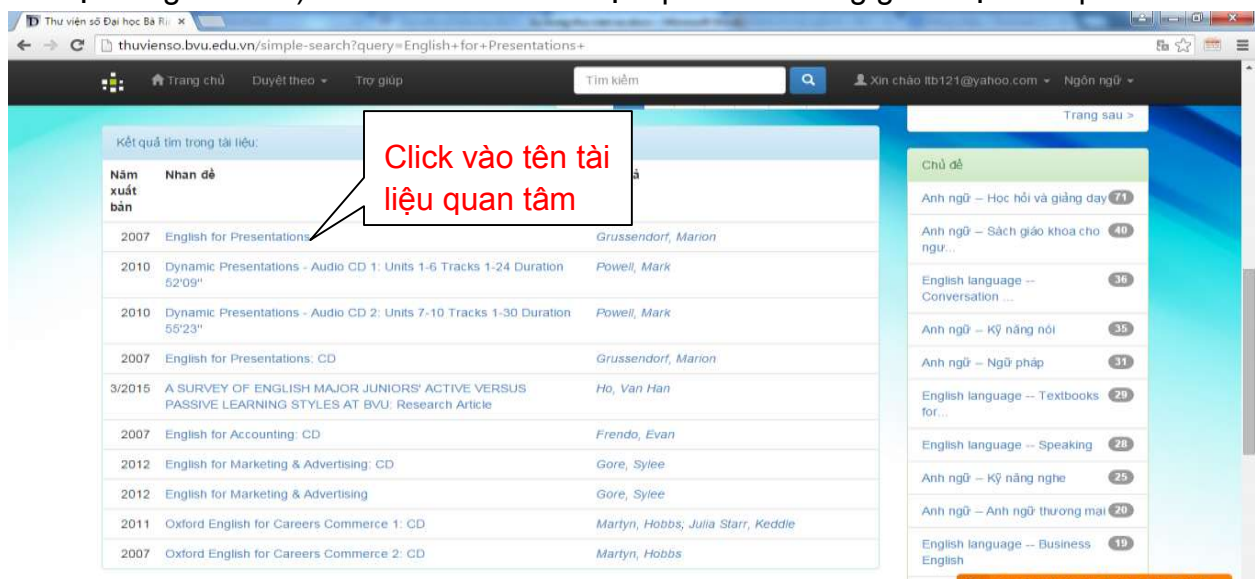 Thư viện số Đại học Bà Rị
thuvienso.bvu.edu.vn/simple-search?query=English+for+Presentations+
Trang chủ Duyệt theo Trợ giúp Tìm kiếm Xin chào ltb121@yahoo.com Ngôn ngữ
Trang sau >
Kết quả tìm trong tài liệu:
Click vào tên tài
liệu quan tâm
Năm
xuất
bản
Nhan đề
2007 English for Presentations Grussendorf, Marion
2010 Dynamic Presentations - Audio CD 1: Units 1-6 Tracks 1-24 Duration Powell, Mark
52'09"
2010 Dynamic Presentations - Audio CD 2: Units 7-10 Tracks 1-30 Duration Powell, Mark
55'23"
2007 English for Presentations: CD Grussendorf, Marion
3/2015 A SURVEY OF ENGLISH MAJOR JUNIORS' ACTIVE VERSUS Ho, Van Han
PASSIVE LEARNING STYLES AT BVU: Research Article
2007 English for Accounting: CD Frendo, Evan
2012 English for Marketing & Advertising: CD Gore, Sylee
2012 English for Marketing & Advertising Gore, Sylee
2011 Oxford English for Careers Commerce 1: CD Martyn, Hobbs; Julia Starr, Keddle
2007 Oxford English for Careers Commerce 2: CD Martyn, Hobbs
Chủ đề
Anh ngữ -- Học hỏi và giảng dạy 71
Anh ngữ -- Sách giáo khoa cho 40
ngư...
English language -- 36
Conversation ...
Anh ngữ -- Kỹ năng nói 35
Anh ngữ -- Ngữ pháp 31
English language -- Textbooks 29
for...
English language -- Speaking 28
Anh ngữ -- Kỹ năng nghe 25
Anh ngữ -- Anh ngữ thương mại 20
English language -- Business 19
English